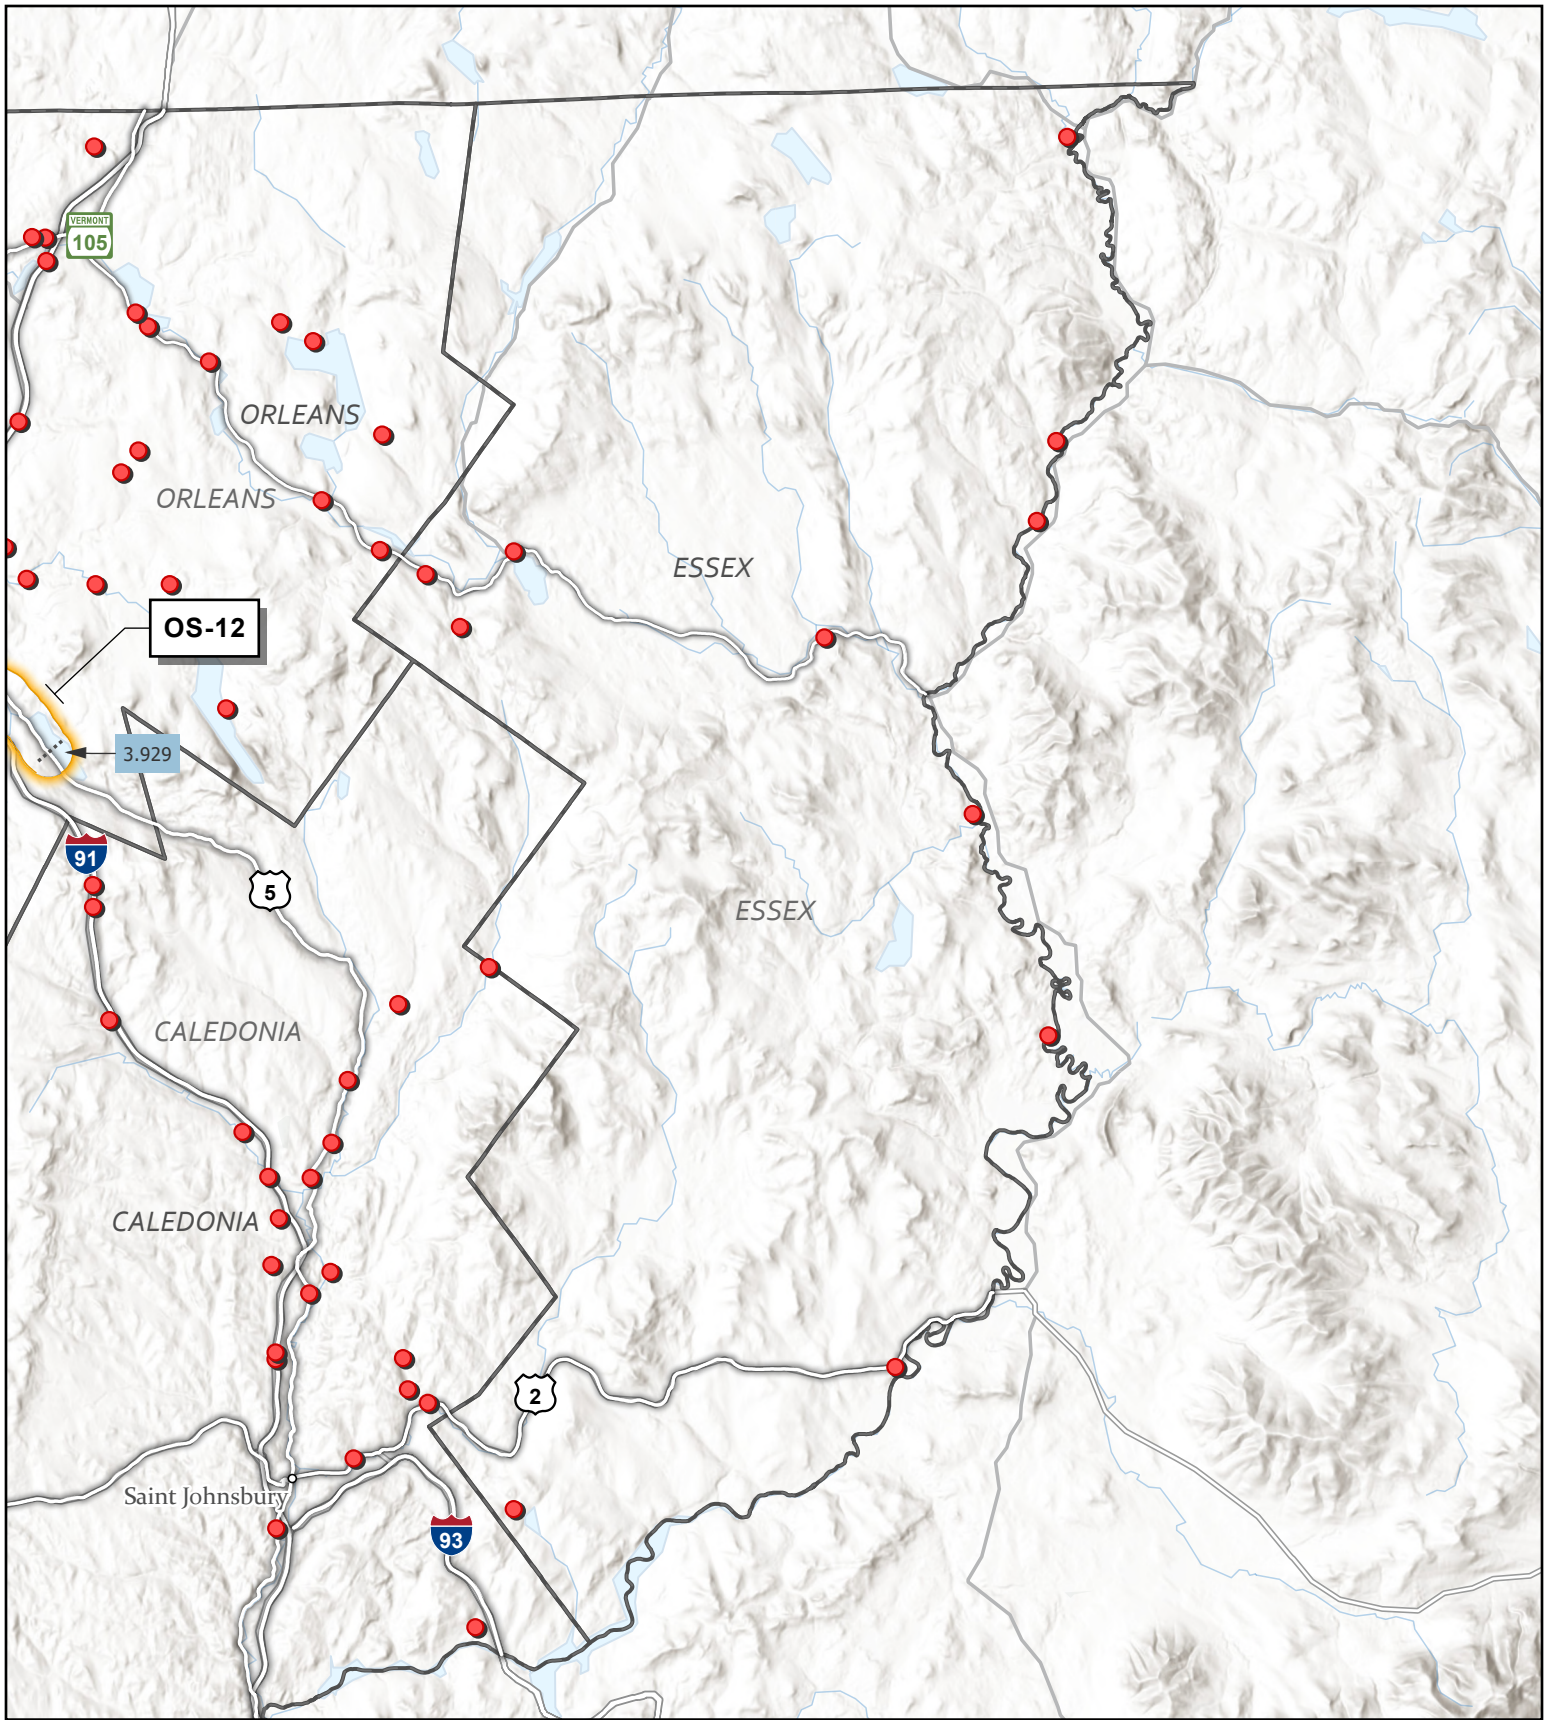 VERMONT
105
ORLEANS
ORLEANS
ESSEX
OS-12
3.929
91
5
ESSEX
CALEDONIA
CALEDONIA
2
Saint Johnsbury
93